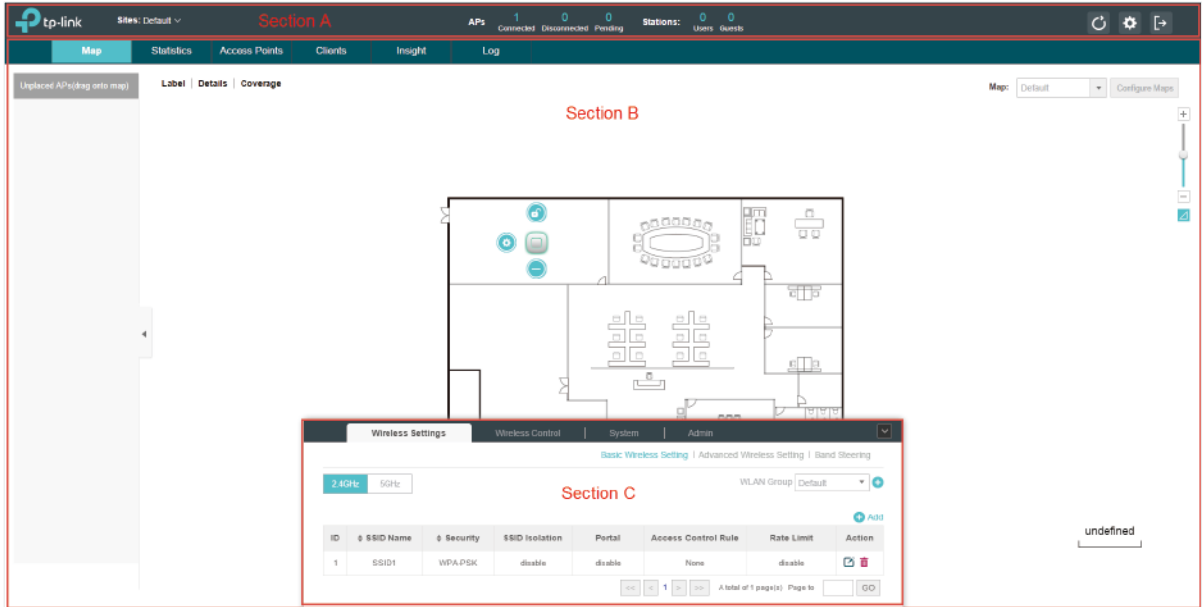 tp-link Sites: Default Section A APs 1 0 0 Stations: 0 0
Connected Disconnected Pending Users Guests
Map Statistics Access Points Clients Insight Log
Unplaced APs(drag onto map) Label | Details | Coverage Map: Default Configure Maps
Section B
Wireless Settings Wireless Control | System | Admin
Basic Wireless Setting | Advanced Wireless Setting | Band Steering
2.4GHz 5GHz WLAN Group Default
Section C
Add
undefined
ID SSID Name Security SSID Isolation Portal Access Control Rule Rate Limit Action
1 SSID1 WPA-PSK disable disable None disable
<< < 1 > >> A total of 1 page(s) Page to GO